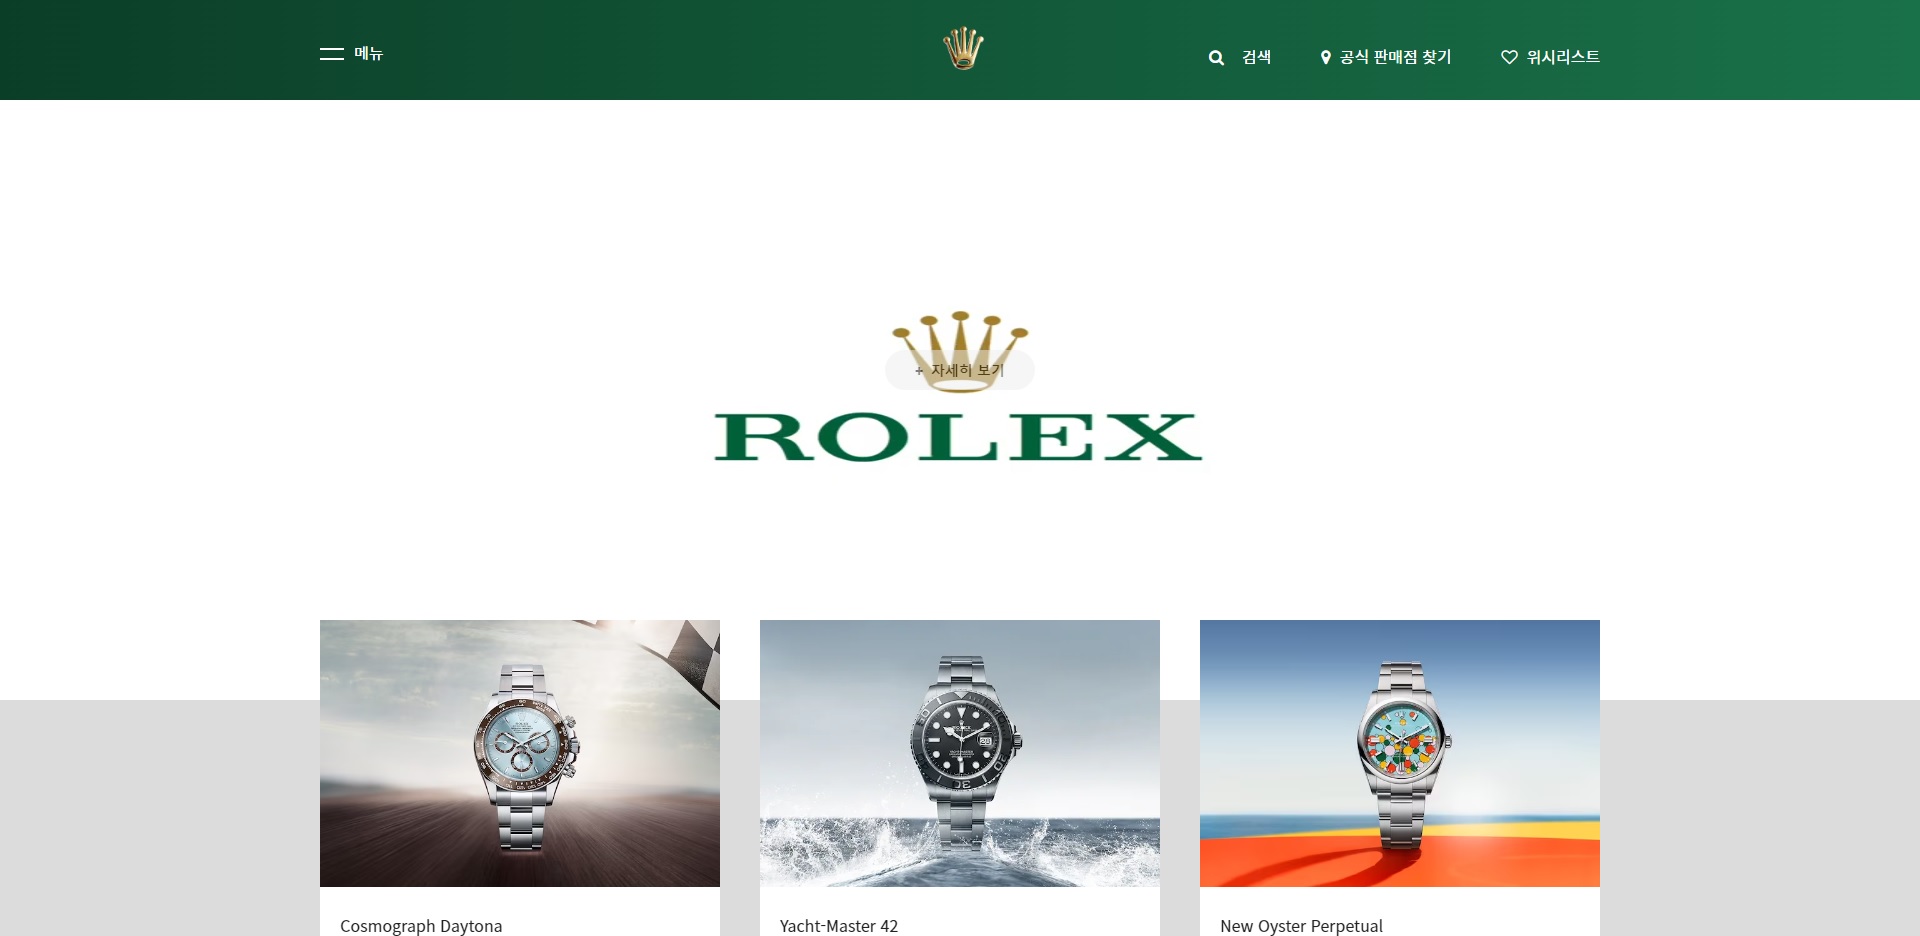 메뉴
검색
공식 판매점 찾기
위시리스트
+ 자세히 보기
ROLEX
Cosmograph Daytona
Yacht-Master 42
New Oyster Perpetual